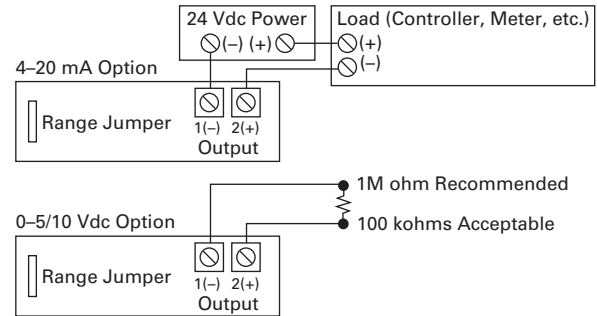 24 Vdc Power
Load (Controller, Meter, etc.)
(–) (+)
(+)
(–)
4–20 mA Option
Range Jumper
1(–) 2(+)
Output
1M ohm Recommended
0–5/10 Vdc Option
100 kohms Acceptable
Range Jumper
1(–) 2(+)
Output